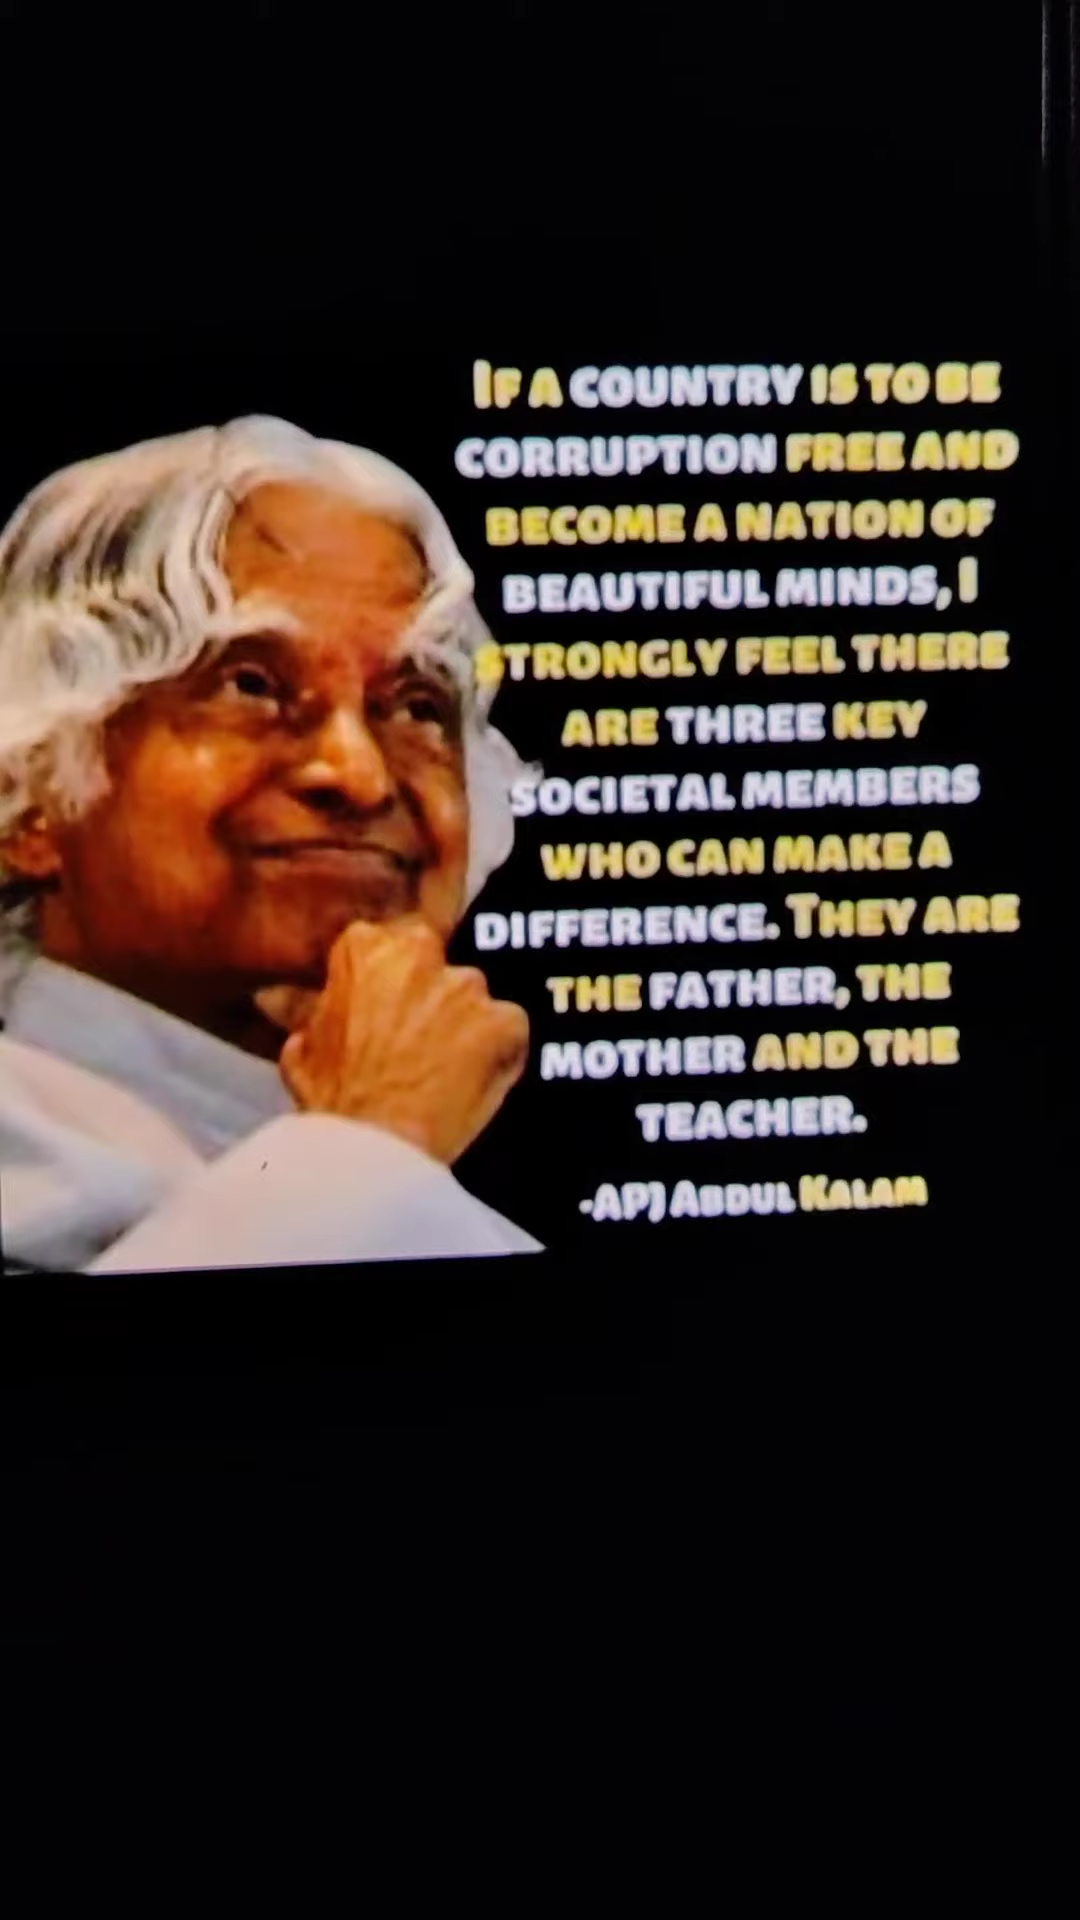 If a country is to be
corruption free and
become a nation of
beautiful minds, I
strongly feel there
are three key
societal members
who can make a
difference. They are
the father, the
mother and the
teacher.
-APJ Abdul Kalam